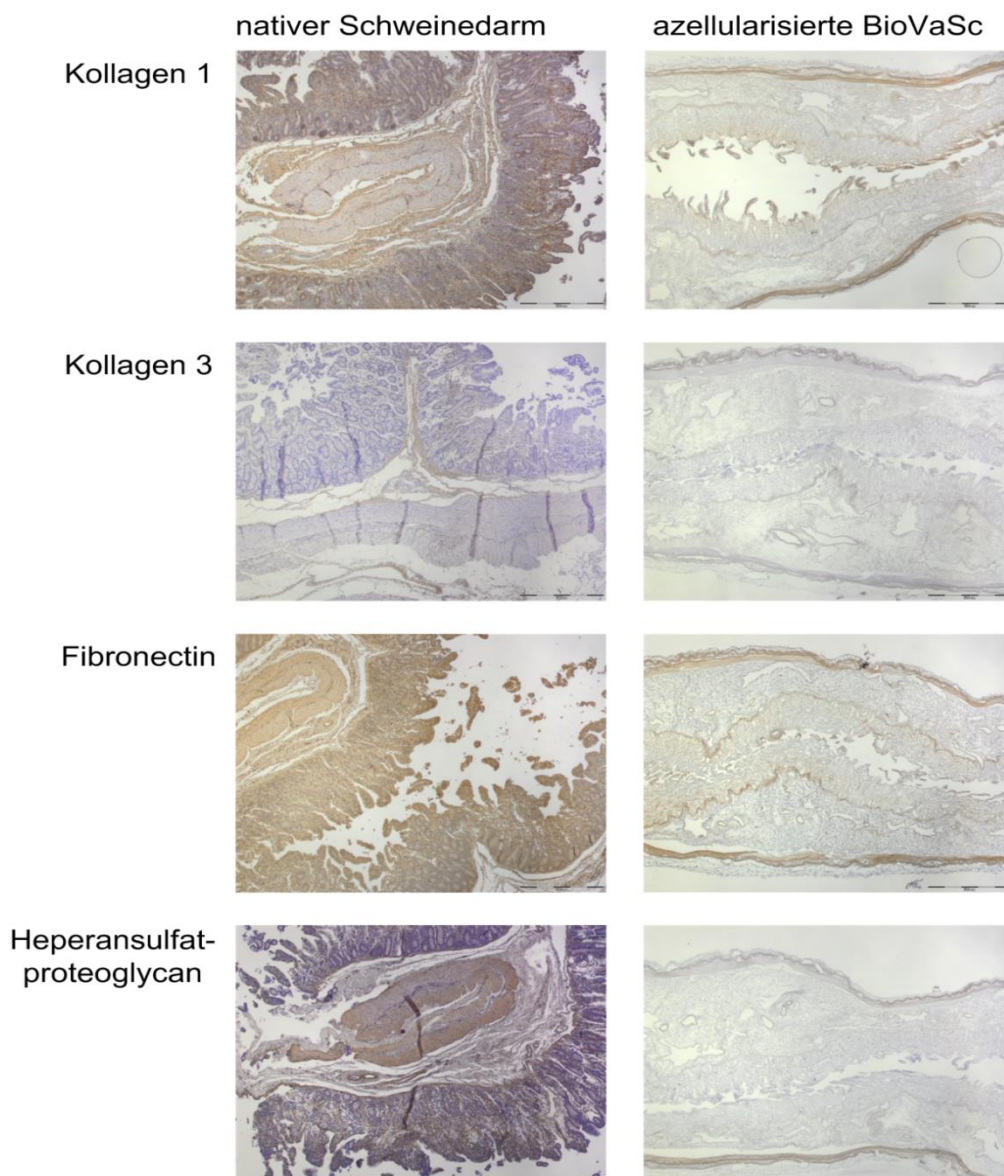 nativer Schweinedarm
azellularisierte BioVaSc
Kollagen 1
Kollagen 3
Fibronectin
Heperansulfat-
proteoglycan